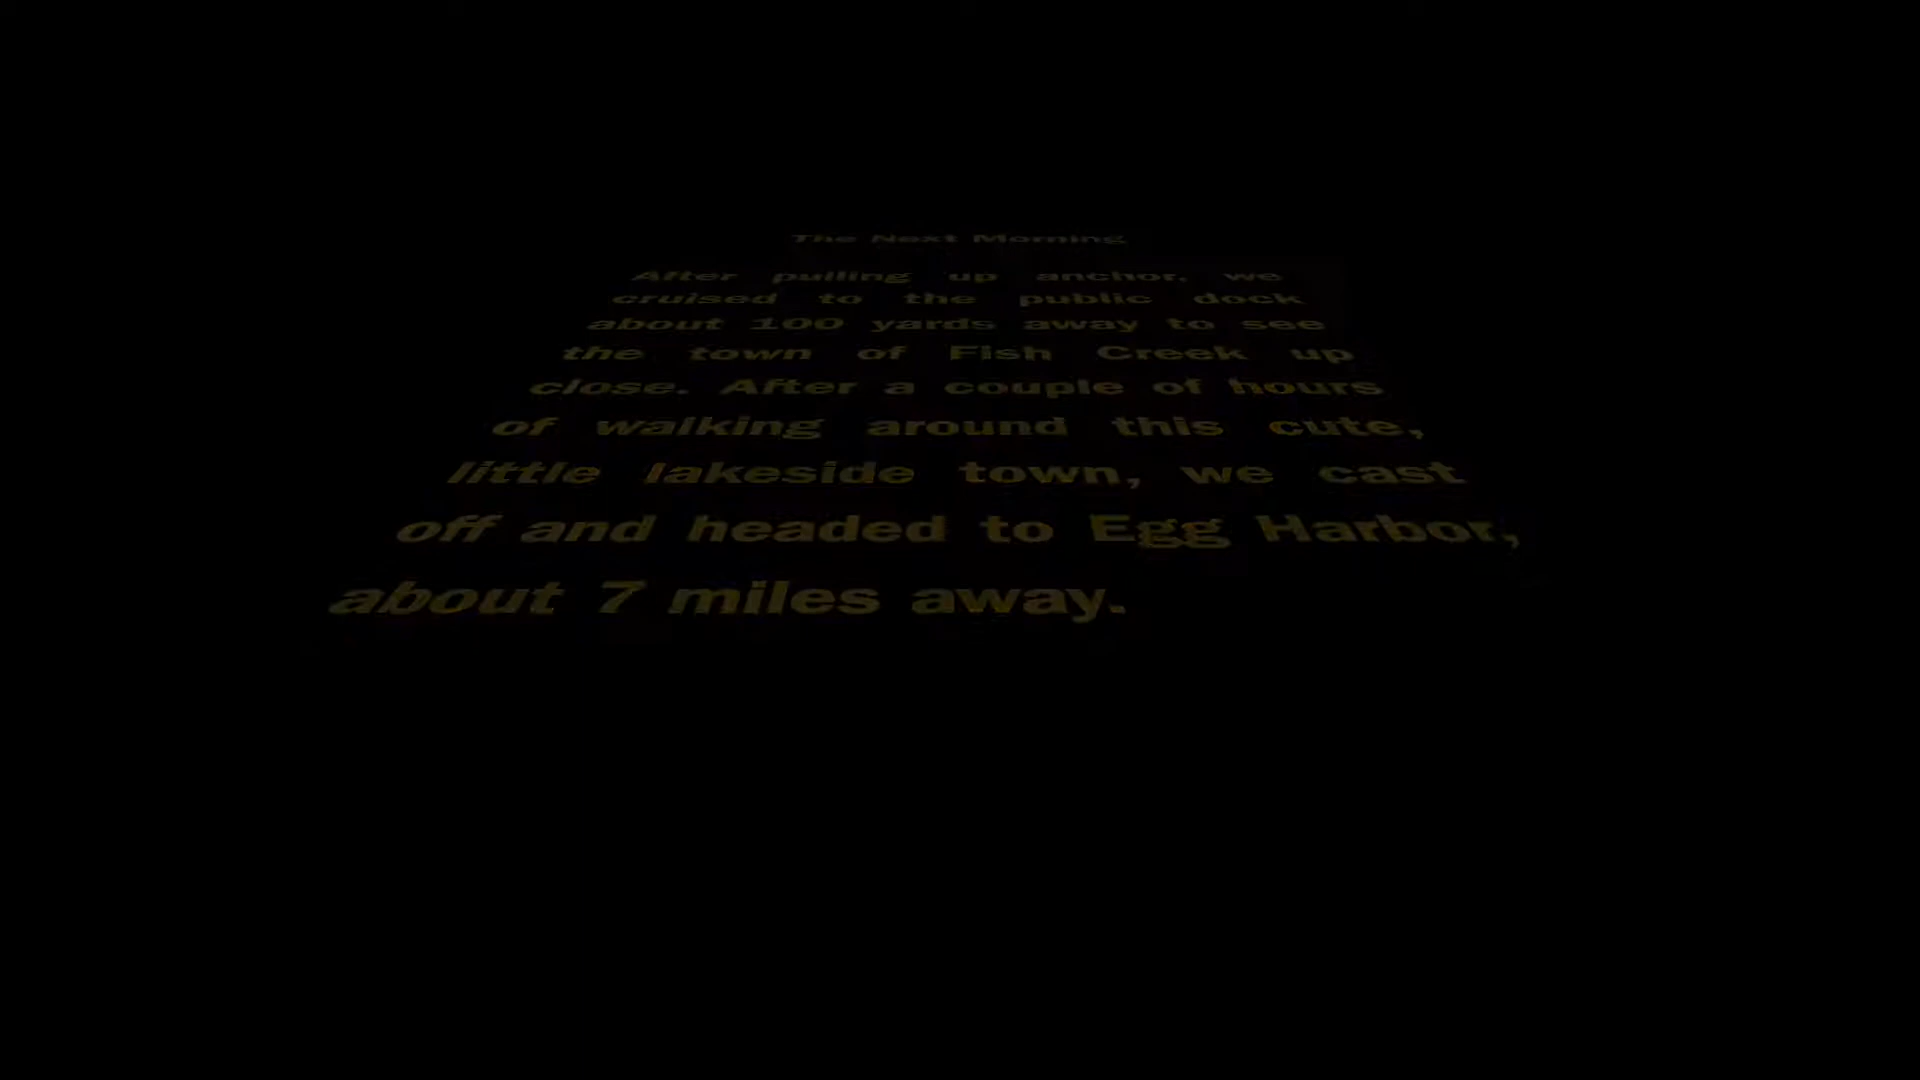 The Next Morning
After pulling up anchor, we
cruised to the public dock
about 100 yards away to see
the town of Fish Creek up
close. After a couple of hours
of walking around this cute,
little lakeside town, we cast
off and headed to Egg Harbor,
about 7 miles away.